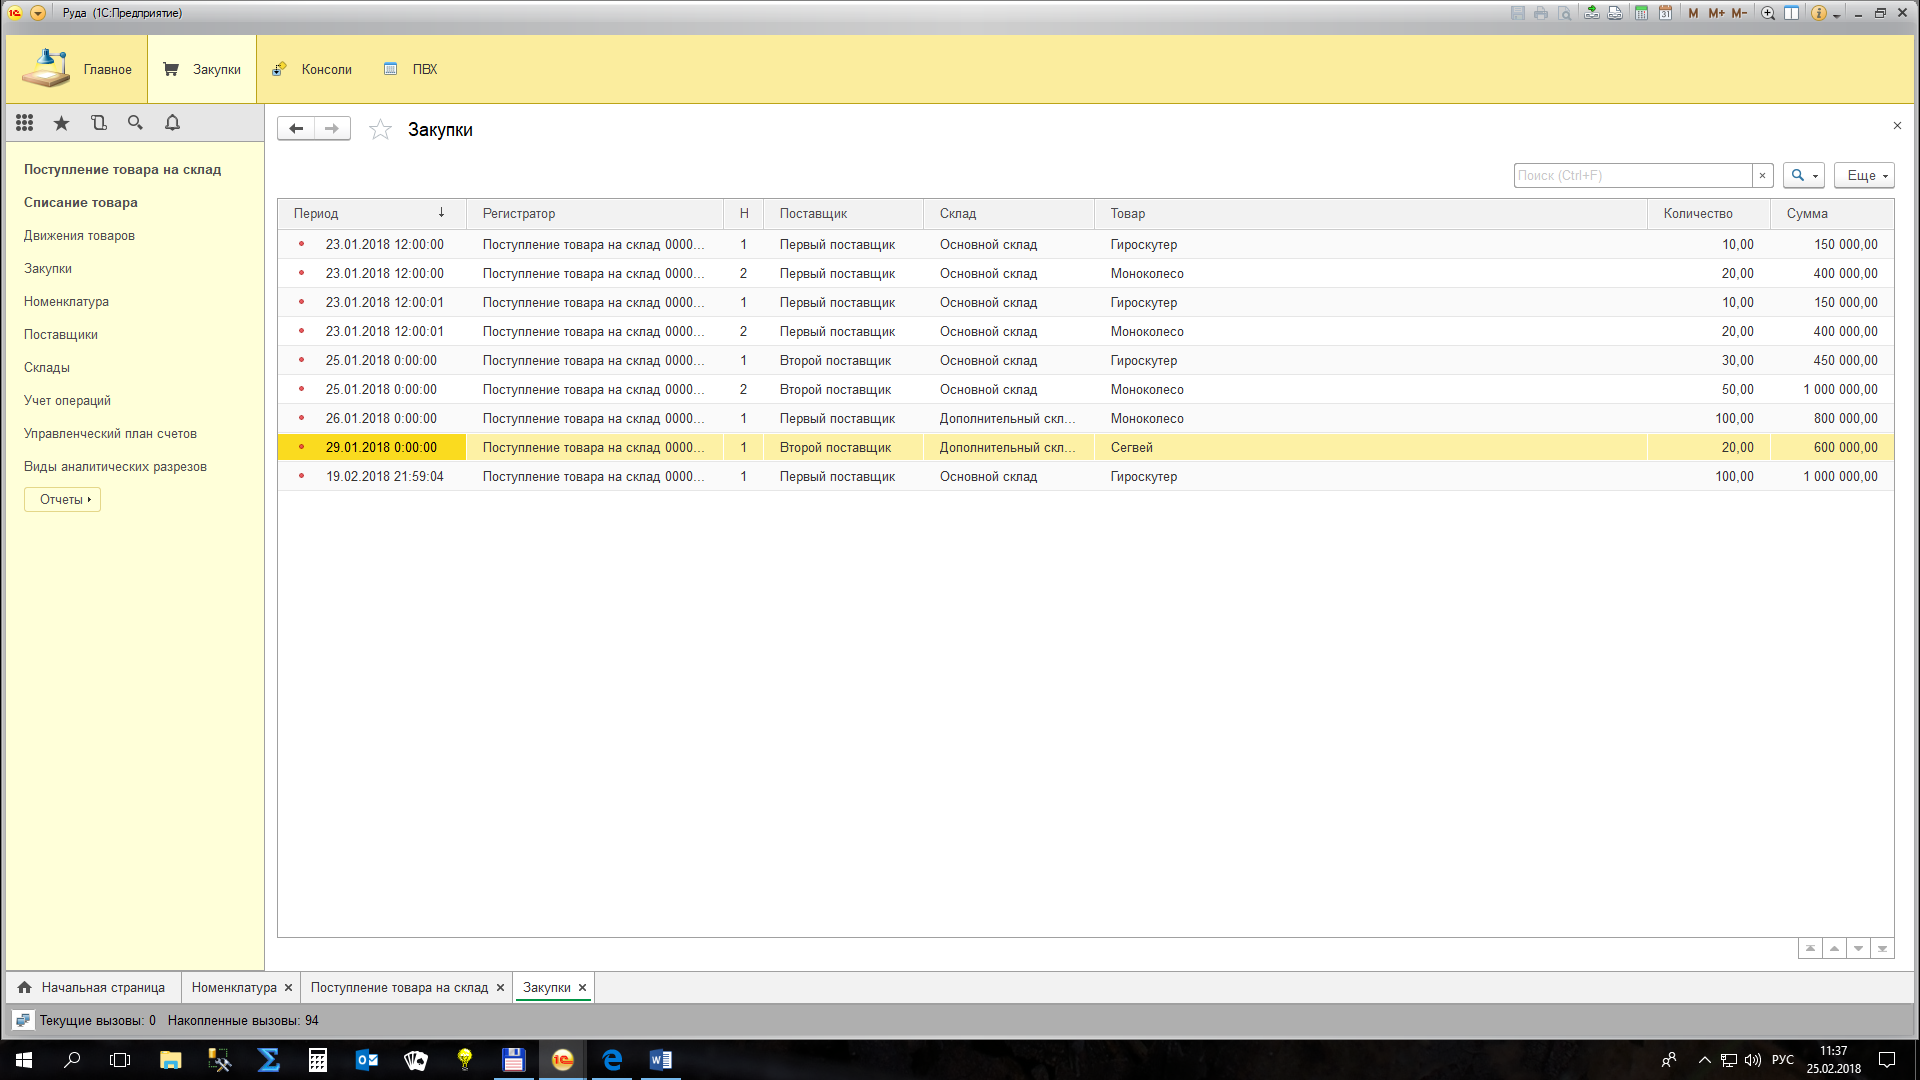 Руда (1С:Предприятие)
M M+ M-
Главное Закупки Консоли ПВХ
Закупки
Поиск (Ctrl+F) × Еще
Поступление товара на склад
Списание товара
Движения товаров
Закупки
Номенклатура
Поставщики
Склады
Учет операций
Управленческий план счетов
Виды аналитических разрезов
Отчеты
Период Регистратор Н Поставщик Склад Товар Количество Сумма
23.01.2018 12:00:00 Поступление товара на склад 0000... 1 Первый поставщик Основной склад Гироскутер 10,00 150 000,00
23.01.2018 12:00:00 Поступление товара на склад 0000... 2 Первый поставщик Основной склад Моноколесо 20,00 400 000,00
23.01.2018 12:00:01 Поступление товара на склад 0000... 1 Первый поставщик Основной склад Гироскутер 10,00 150 000,00
23.01.2018 12:00:01 Поступление товара на склад 0000... 2 Первый поставщик Основной склад Моноколесо 20,00 400 000,00
25.01.2018 0:00:00 Поступление товара на склад 0000... 1 Второй поставщик Основной склад Гироскутер 30,00 450 000,00
25.01.2018 0:00:00 Поступление товара на склад 0000... 2 Второй поставщик Основной склад Моноколесо 50,00 1 000 000,00
26.01.2018 0:00:00 Поступление товара на склад 0000... 1 Первый поставщик Дополнительный скл... Моноколесо 100,00 800 000,00
29.01.2018 0:00:00 Поступление товара на склад 0000... 1 Второй поставщик Дополнительный скл... Сегвей 20,00 600 000,00
19.02.2018 21:59:04 Поступление товара на склад 0000... 1 Первый поставщик Основной склад Гироскутер 100,00 1 000 000,00
Начальная страница Номенклатура × Поступление товара на склад × Закупки ×
Текущие вызовы: 0 Накопленные вызовы: 94
РУС
11:37
25.02.2018